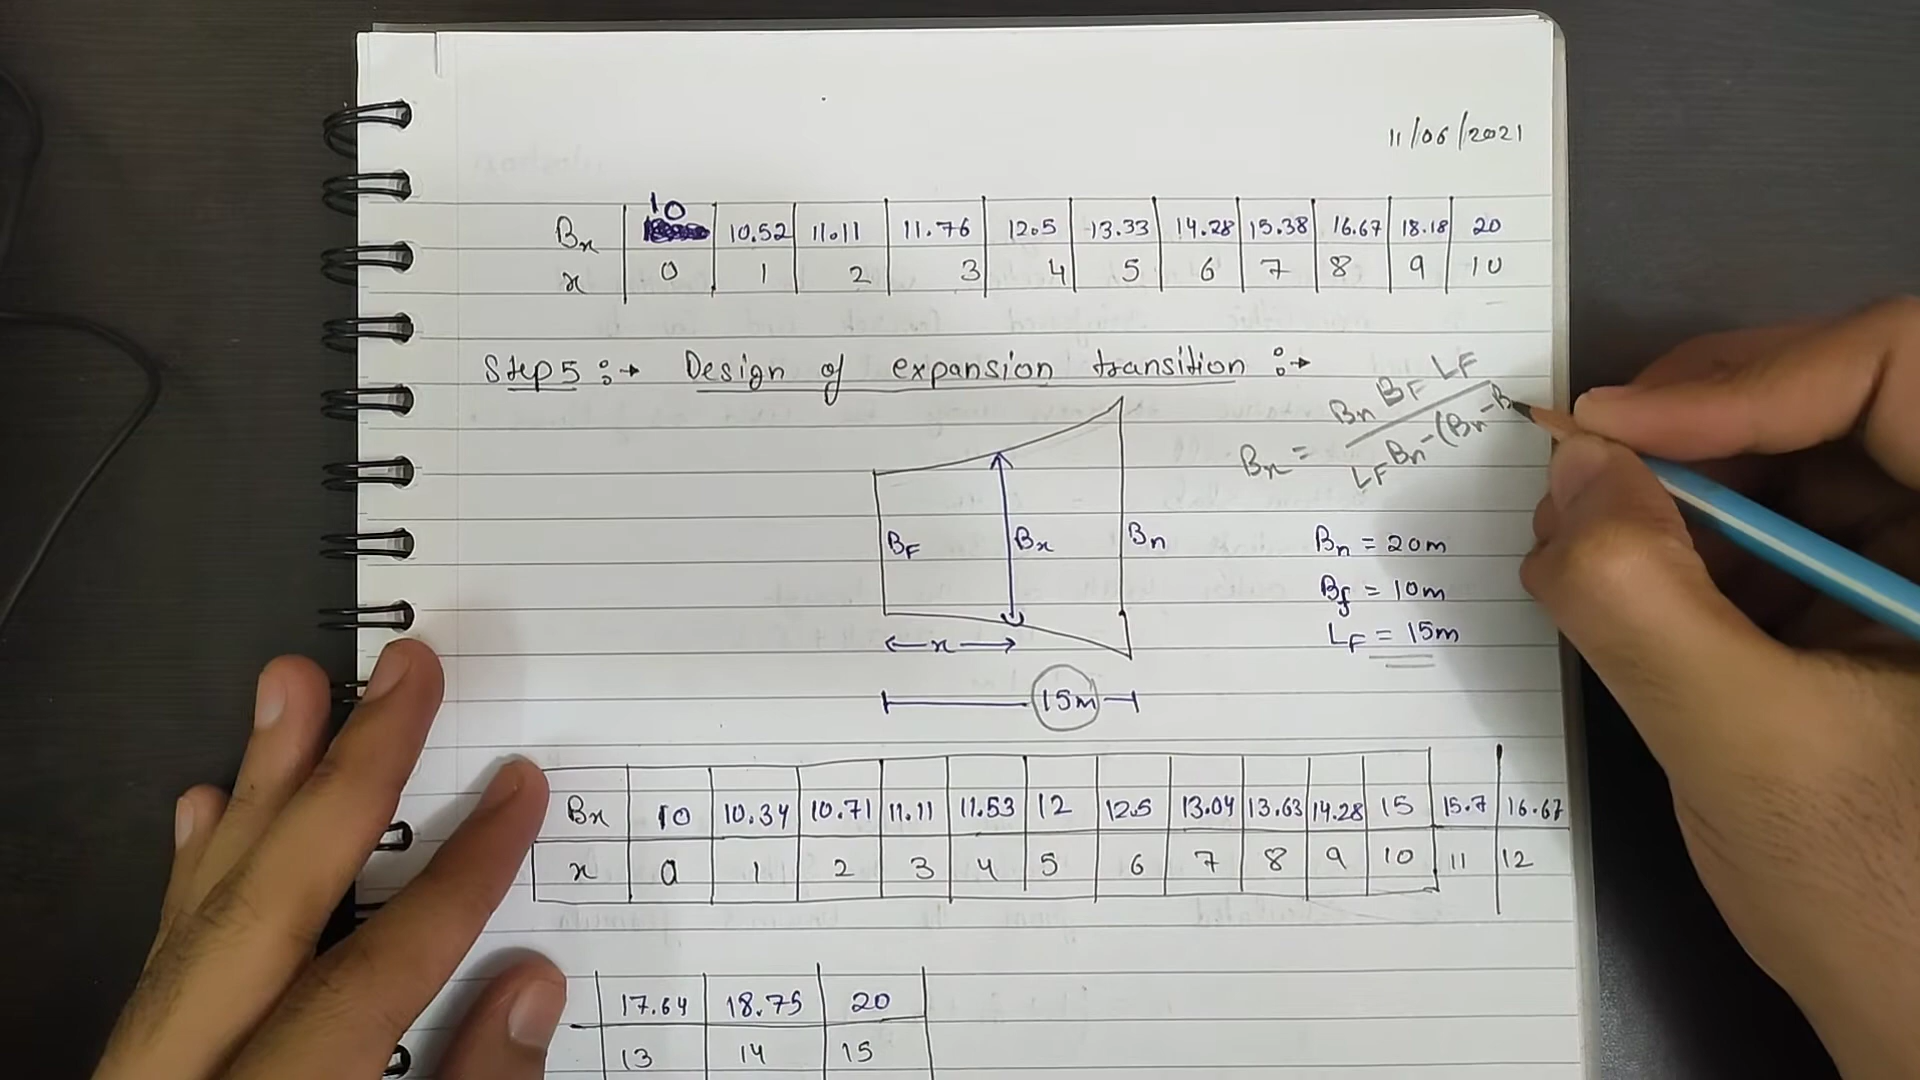 11/06/2021
10
Bx 10.52 11.11 11.76 12.5 13.33 14.28 15.38 16.67 18.18 20
x 0 1 2 3 4 5 6 7 8 9 10
Step 5 :→ Design of expansion transition :→
Bn BF LF
Bx =
LF Bn - (Bn - B
BF Bx Bn
Bn = 20m
Bf = 10m
x
LF = 15m
15m
Bx 10 10.34 10.71 11.11 11.53 12 12.5 13.04 13.63 14.28 15 15.7 16.67
x 0 1 2 3 4 5 6 7 8 9 10 11 12
17.64 18.75 20
13 14 15